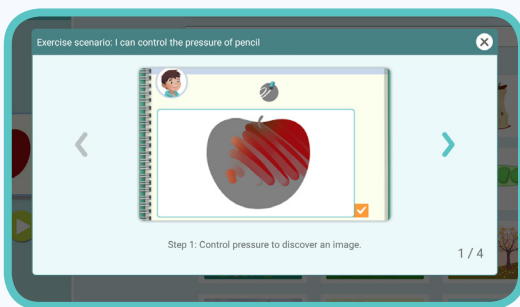 Exercise scenario: I can control the pressure of pencil
Step 1: Control pressure to discover an image.
1 / 4